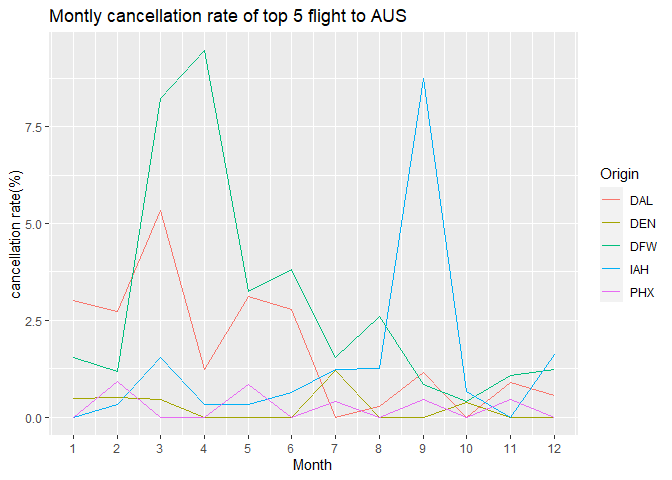 Montly cancellation rate of top 5 flight to AUS
cancellation rate(%)
7.5
5.0
2.5
0.0
1 2 3 4 5 6 7 8 9 10 11 12
Month
Origin
DAL
DEN
DFW
IAH
PHX